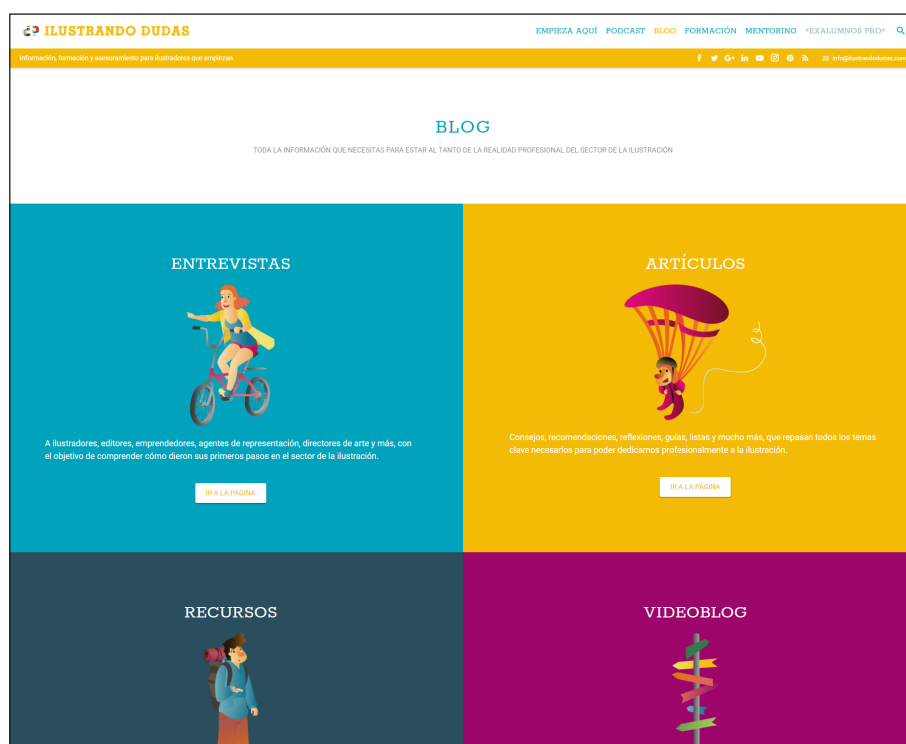 ILUSTRANDO DUDAS
EMPIEZA AQUÍ PODCAST BLOG FORMACIÓN MENTORING *EXALUMNOS PRO*
Información, formación y asesoramiento para ilustradores que empiezan
info@ilustrandodudas.com
BLOG
TODA LA INFORMACIÓN QUE NECESITAS PARA ESTAR AL TANTO DE LA REALIDAD PROFESIONAL DEL SECTOR DE LA ILUSTRACIÓN
ENTREVISTAS
A ilustradores, editores, emprendedores, agentes de representación, directores de arte y más, con
el objetivo de comprender cómo dieron sus primeros pasos en el sector de la ilustración.
IR A LA PÁGINA
ARTÍCULOS
Consejos, recomendaciones, reflexiones, guías, listas y mucho más, que repasan todos los temas
clave necesarios para poder dedicarnos profesionalmente a la ilustración.
IR A LA PÁGINA
RECURSOS
VIDEOBLOG